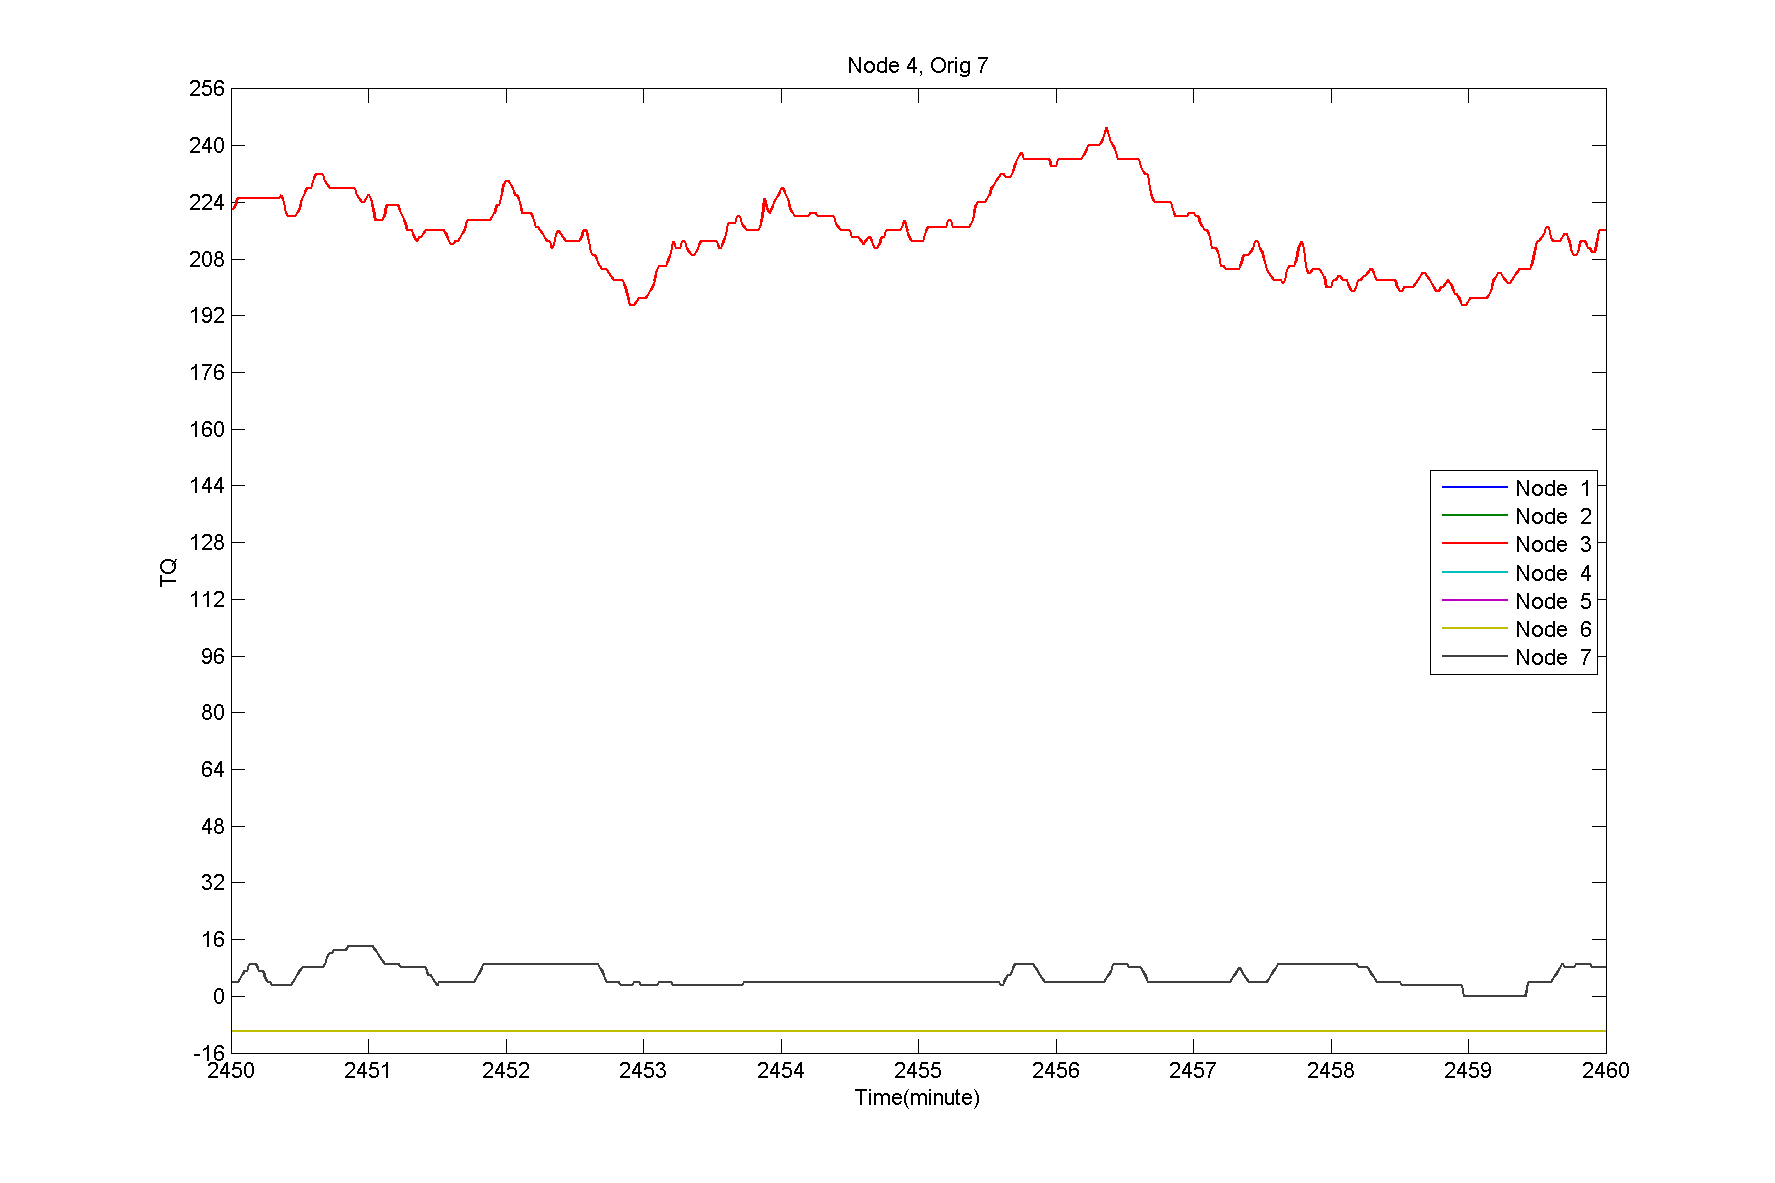 Node 4, Orig 7
256
240
224
208
192
176
160
144
128
112
96
80
64
48
32
16
0
-16
TQ
Node 1
Node 2
Node 3
Node 4
Node 5
Node 6
Node 7
2450 2451 2452 2453 2454 2455 2456 2457 2458 2459 2460
Time(minute)